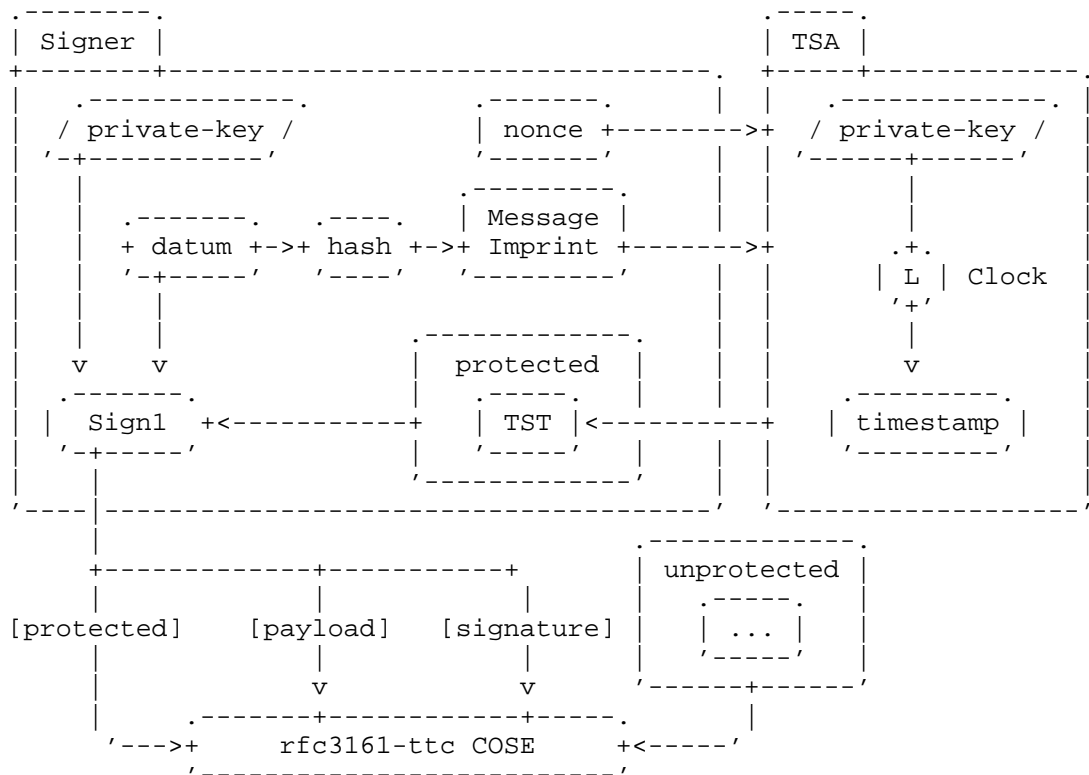 Signer TSA
private-key nonce private-key
Message
datum hash Imprint
L Clock
protected
Sign1 TST timestamp
unprotected
[protected] [payload] [signature] ...
rfc3161-ttc COSE